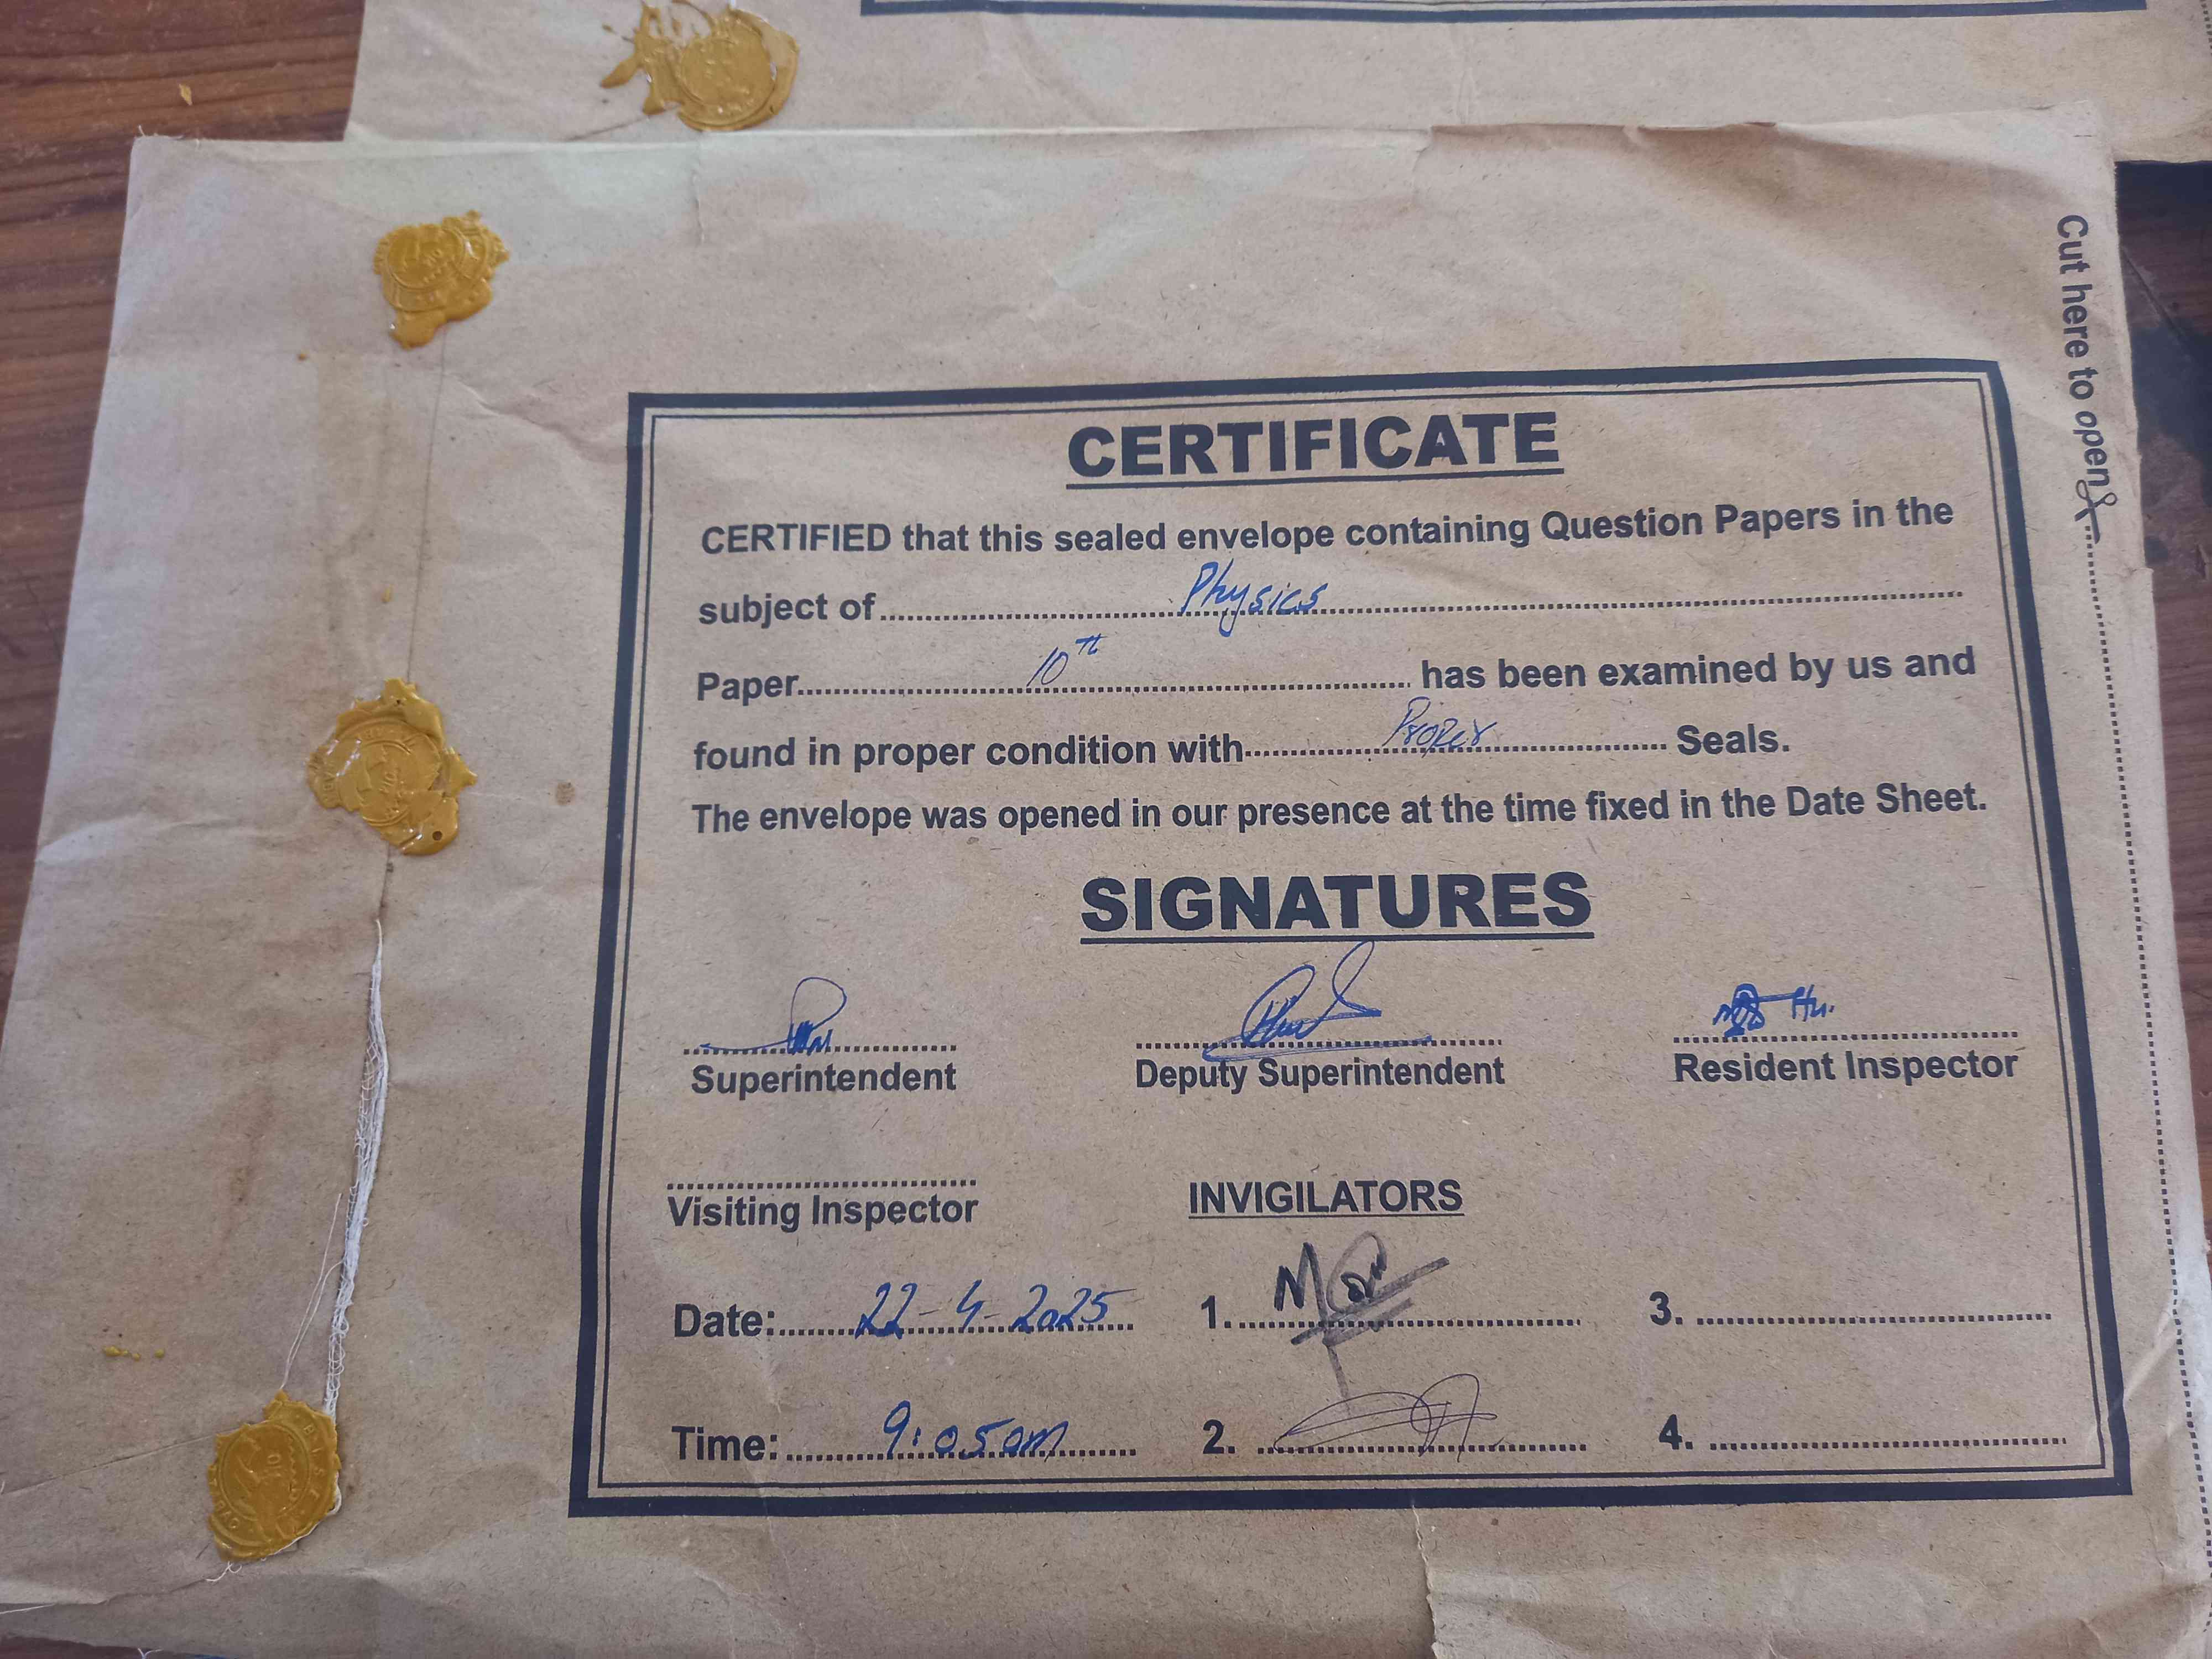 Cut here to open
CERTIFICATE
CERTIFIED that this sealed envelope containing Question Papers in the
subject of Physics
Paper 10th has been examined by us and
found in proper condition with Proper Seals.
The envelope was opened in our presence at the time fixed in the Date Sheet.
SIGNATURES
Superintendent Deputy Superintendent Resident Inspector
Visiting Inspector INVIGILATORS
Date: 22-4-2025 1. 3.
Time: 9:05am 2. 4.